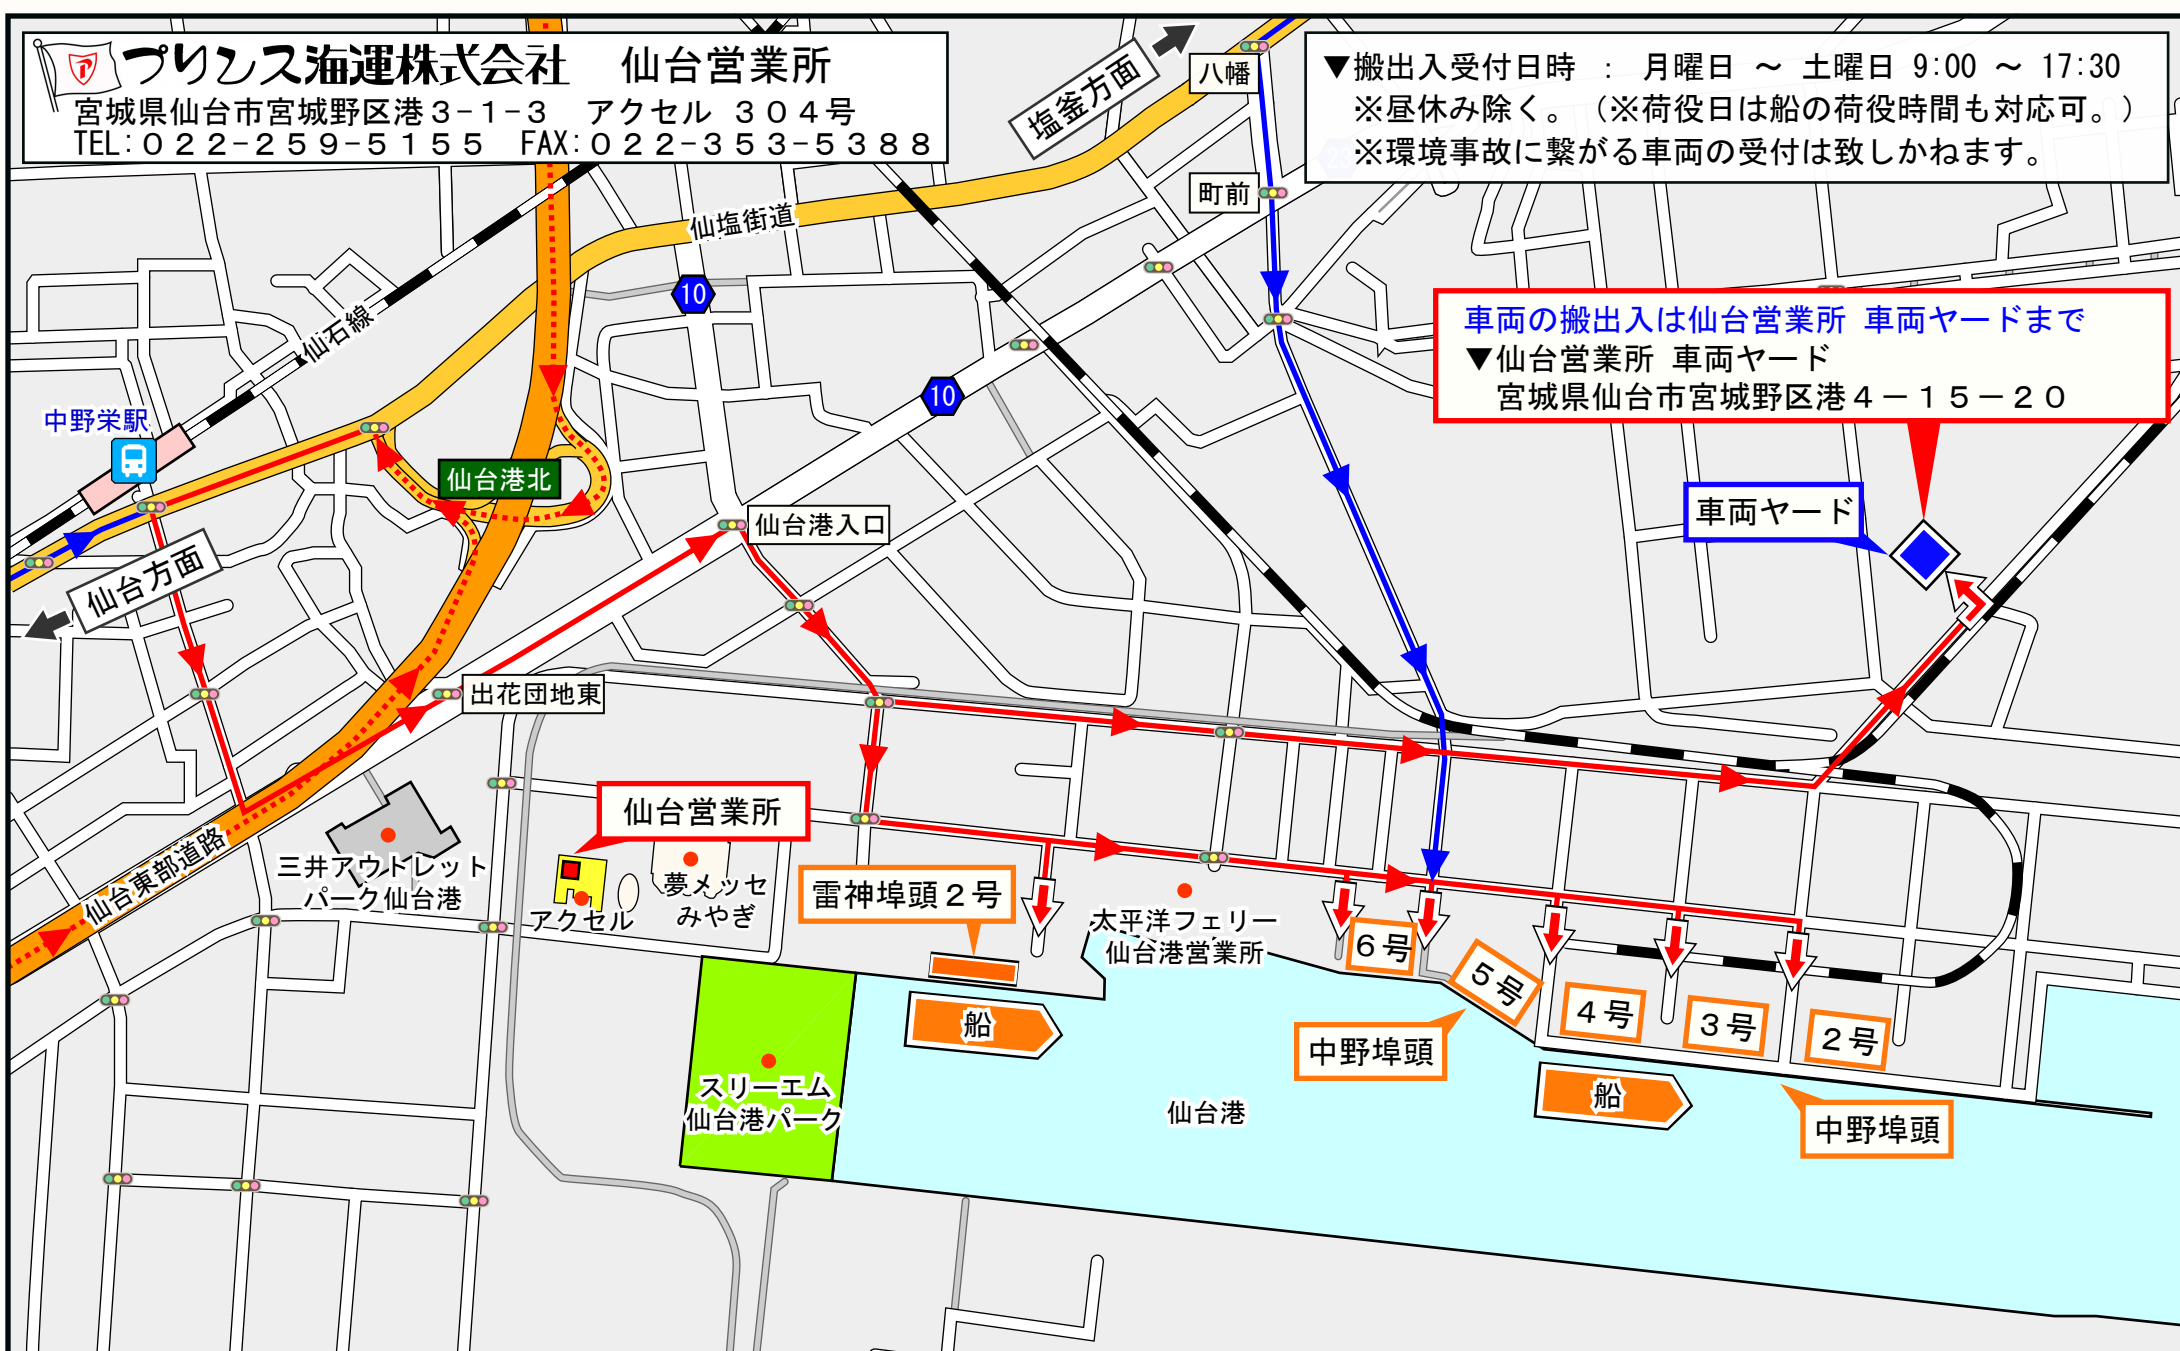 プリンス海運株式会社　仙台営業所
宮城県仙台市宮城野区港３-１-３　アクセル ３０４号
TEL:０２２-２５９-５１５５　FAX:０２２-３５３-５３８８
▼搬出入受付日時 ： 月曜日 ～ 土曜日 9:00 ～ 17:30
※昼休み除く。（※荷役日は船の荷役時間も対応可。）
※環境事故に繋がる車両の受付は致しかねます。
塩釜方面
八幡
町前
仙塩街道
10
仙石線
10
車両の搬出入は仙台営業所 車両ヤードまで
▼仙台営業所 車両ヤード
宮城県仙台市宮城野区港４－１５－２０
中野栄駅
仙台港北
仙台港入口
車両ヤード
仙台方面
出花団地東
仙台営業所
仙台東部道路
三井アウトレット
パーク仙台港
アクセル
夢メッセ
みやぎ
雷神埠頭２号
太平洋フェリー
仙台港営業所
６号
５号
４号
３号
２号
船
中野埠頭
船
中野埠頭
スリーエム
仙台港パーク
仙台港